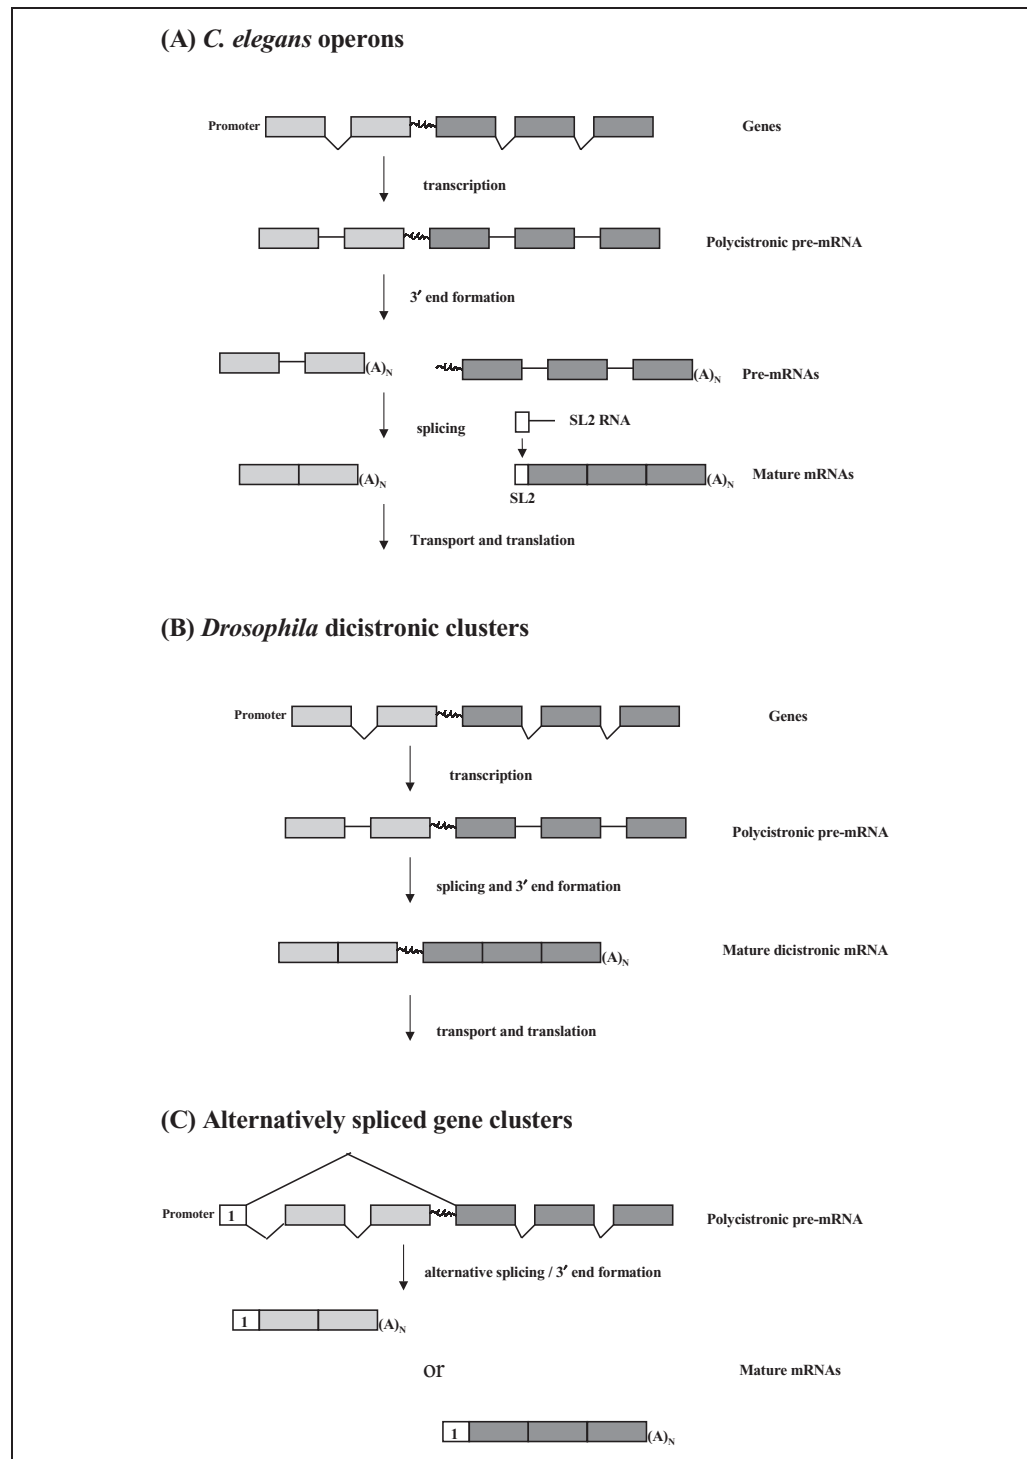 (A) C. elegans operons
Promoter
Genes
transcription
Polycistronic pre-mRNA
3′ end formation
(A)N
(A)N
Pre-mRNAs
splicing
SL2 RNA
(A)N
(A)N
Mature mRNAs
SL2
Transport and translation
(B) Drosophila dicistronic clusters
Promoter
Genes
transcription
Polycistronic pre-mRNA
splicing and 3′ end formation
(A)N
Mature dicistronic mRNA
transport and translation
(C) Alternatively spliced gene clusters
Promoter
1
Polycistronic pre-mRNA
alternative splicing / 3′ end formation
1
(A)N
or
Mature mRNAs
1
(A)N